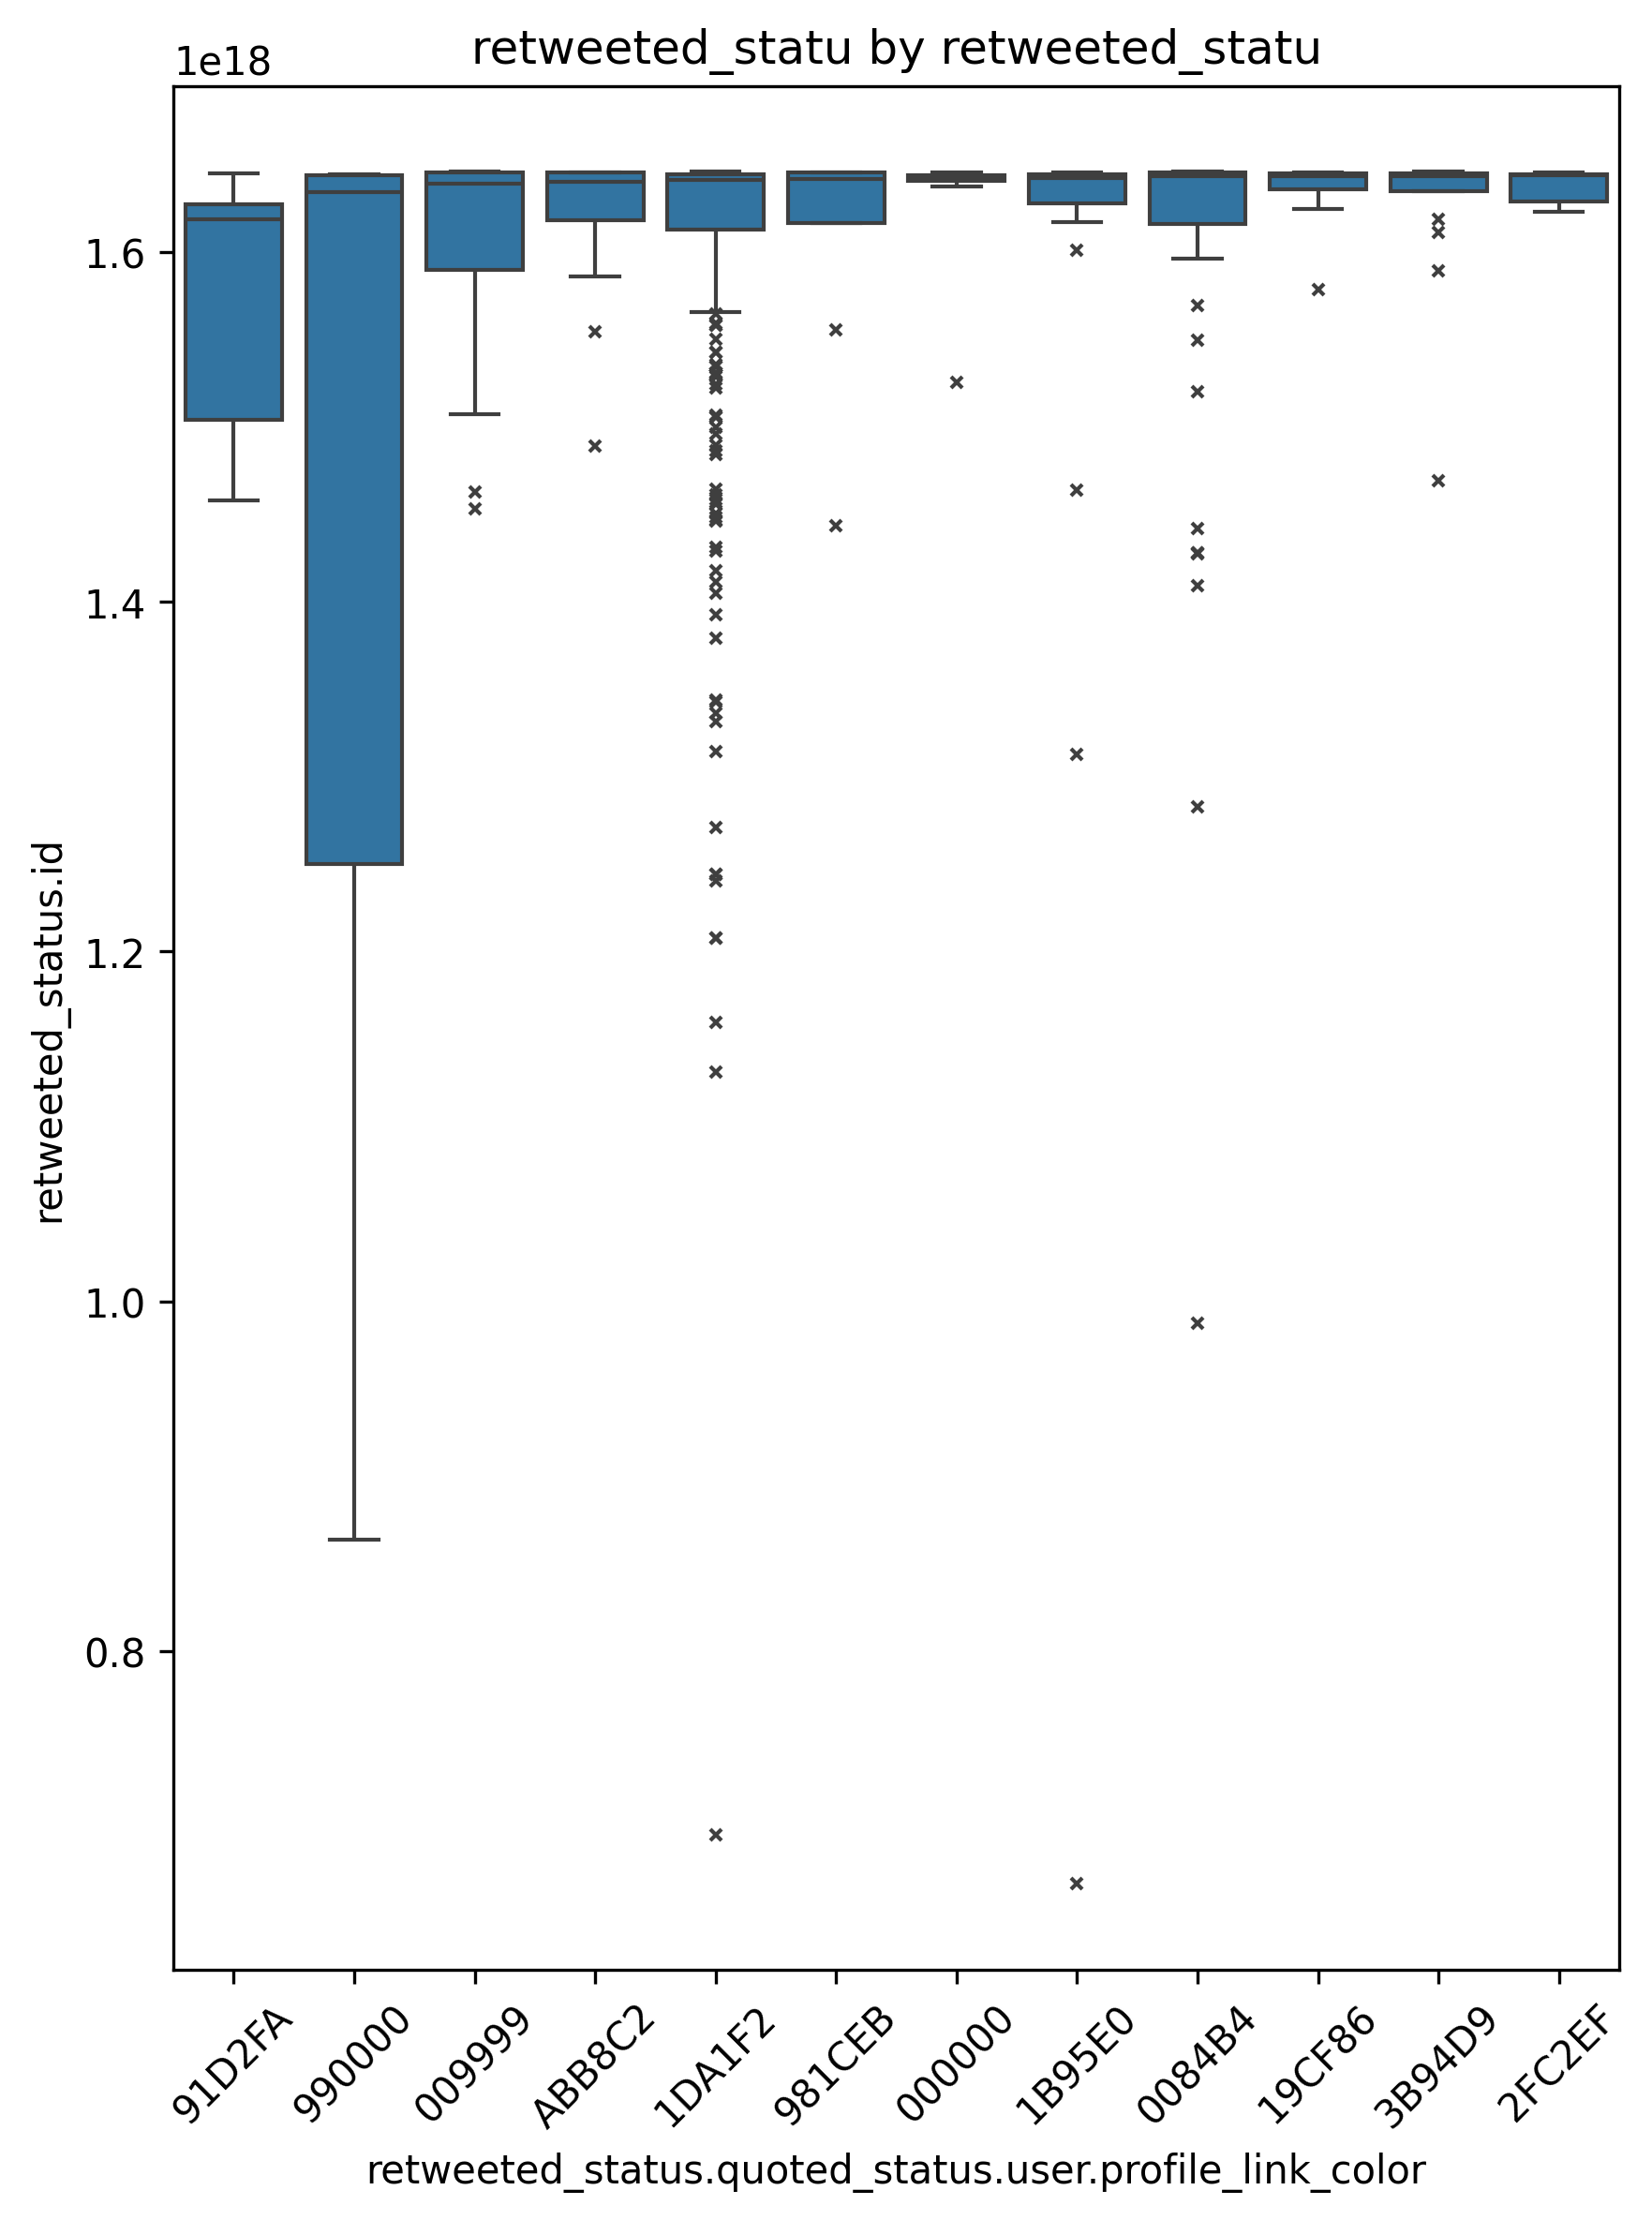 retweeted_statu by retweeted_statu
1e18
1.6
1.4
1.2
1.0
0.8
retweeted_status.id
91D2FA
990000
009999
ABB8C2
1DA1F2
981CEB
000000
1B95E0
0084B4
19CF86
3B94D9
2FC2EF
retweeted_status.quoted_status.user.profile_link_color